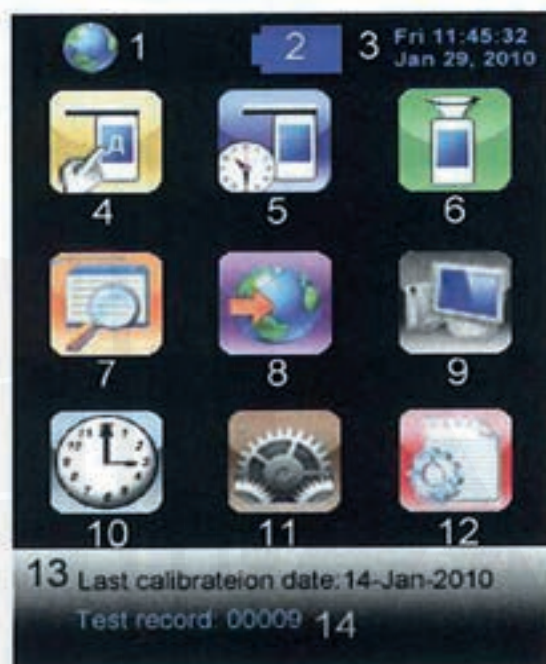 1 2 3 Fri 11:45:32
Jan 29, 2010
Д
4 5 6
7 8 9
10 11 12
13 Last calibrateion date: 14-Jan-2010
Test record: 00009 14